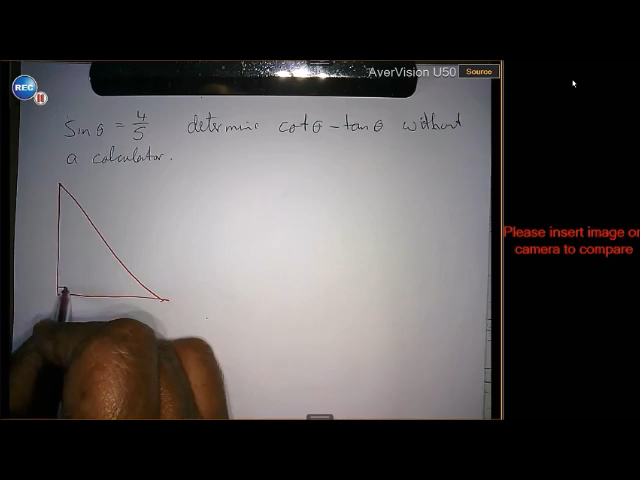 AverVision U50 Source
REC
sin θ = 4/5 determine cot θ - tan θ without
a calculator.
Please insert image or
camera to compare